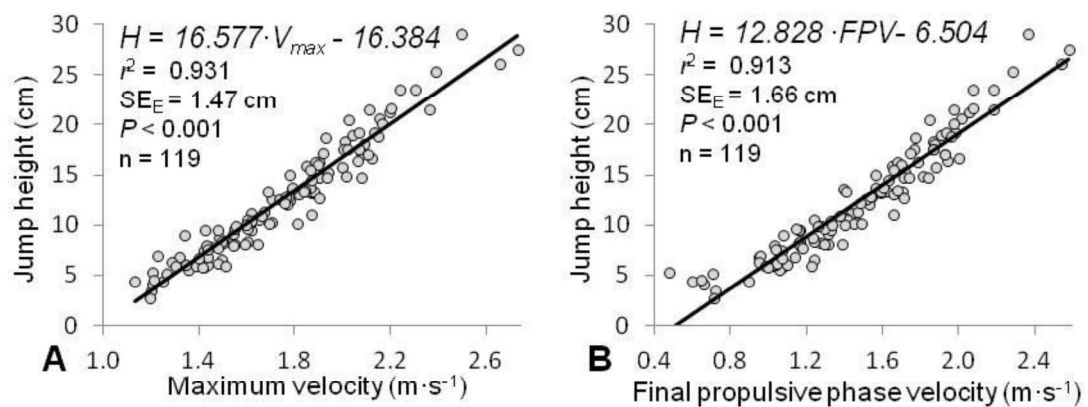 Jump height (cm)
30
25
20
15
10
5
0
H = 16.577·Vmax - 16.384
r² = 0.931
SEE = 1.47 cm
P < 0.001
n = 119
A
1.0 1.4 1.8 2.2 2.6
Maximum velocity (m·s⁻¹)
Jump height (cm)
30
25
20
15
10
5
0
H = 12.828 ·FPV- 6.504
r² = 0.913
SEE = 1.66 cm
P < 0.001
n = 119
B
0.4 0.8 1.2 1.6 2.0 2.4
Final propulsive phase velocity (m·s⁻¹)